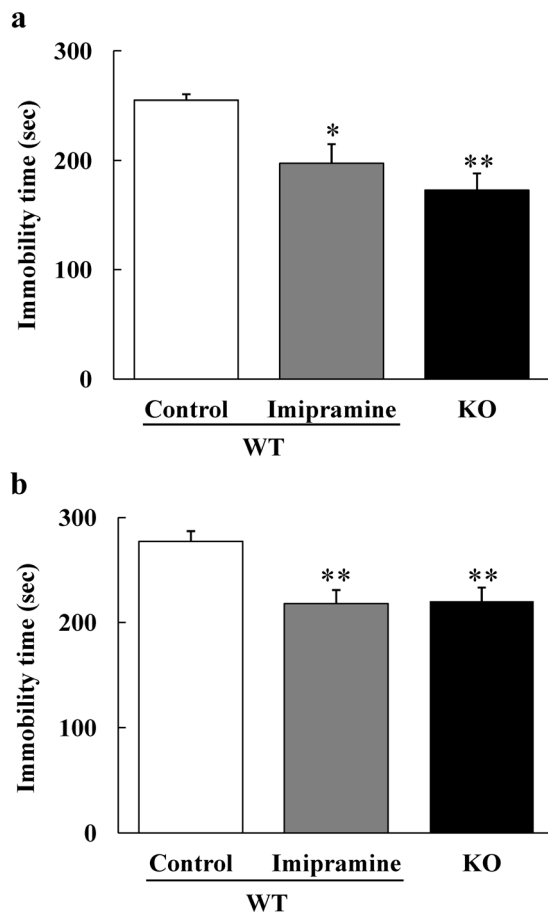 a
Immobility time (sec)
300
200
100
0
*
**
Control Imipramine KO
WT
b
Immobility time (sec)
300
200
100
0
**
**
Control Imipramine KO
WT